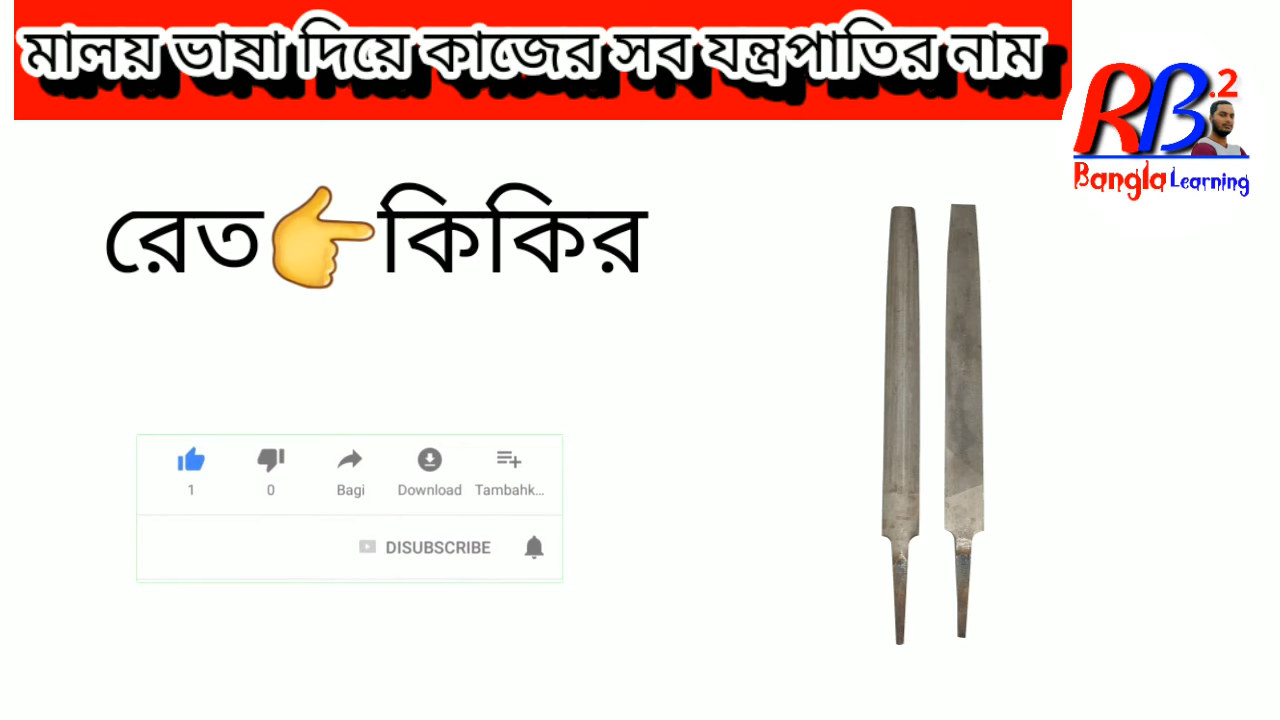 মালয় ভাষা দিয়ে কাজের সব যন্ত্রপাতির নাম
RB.2
Bangla Learning
রেত👉কিকির
1 0 Bagi Download Tambahk...
DISUBSCRIBE